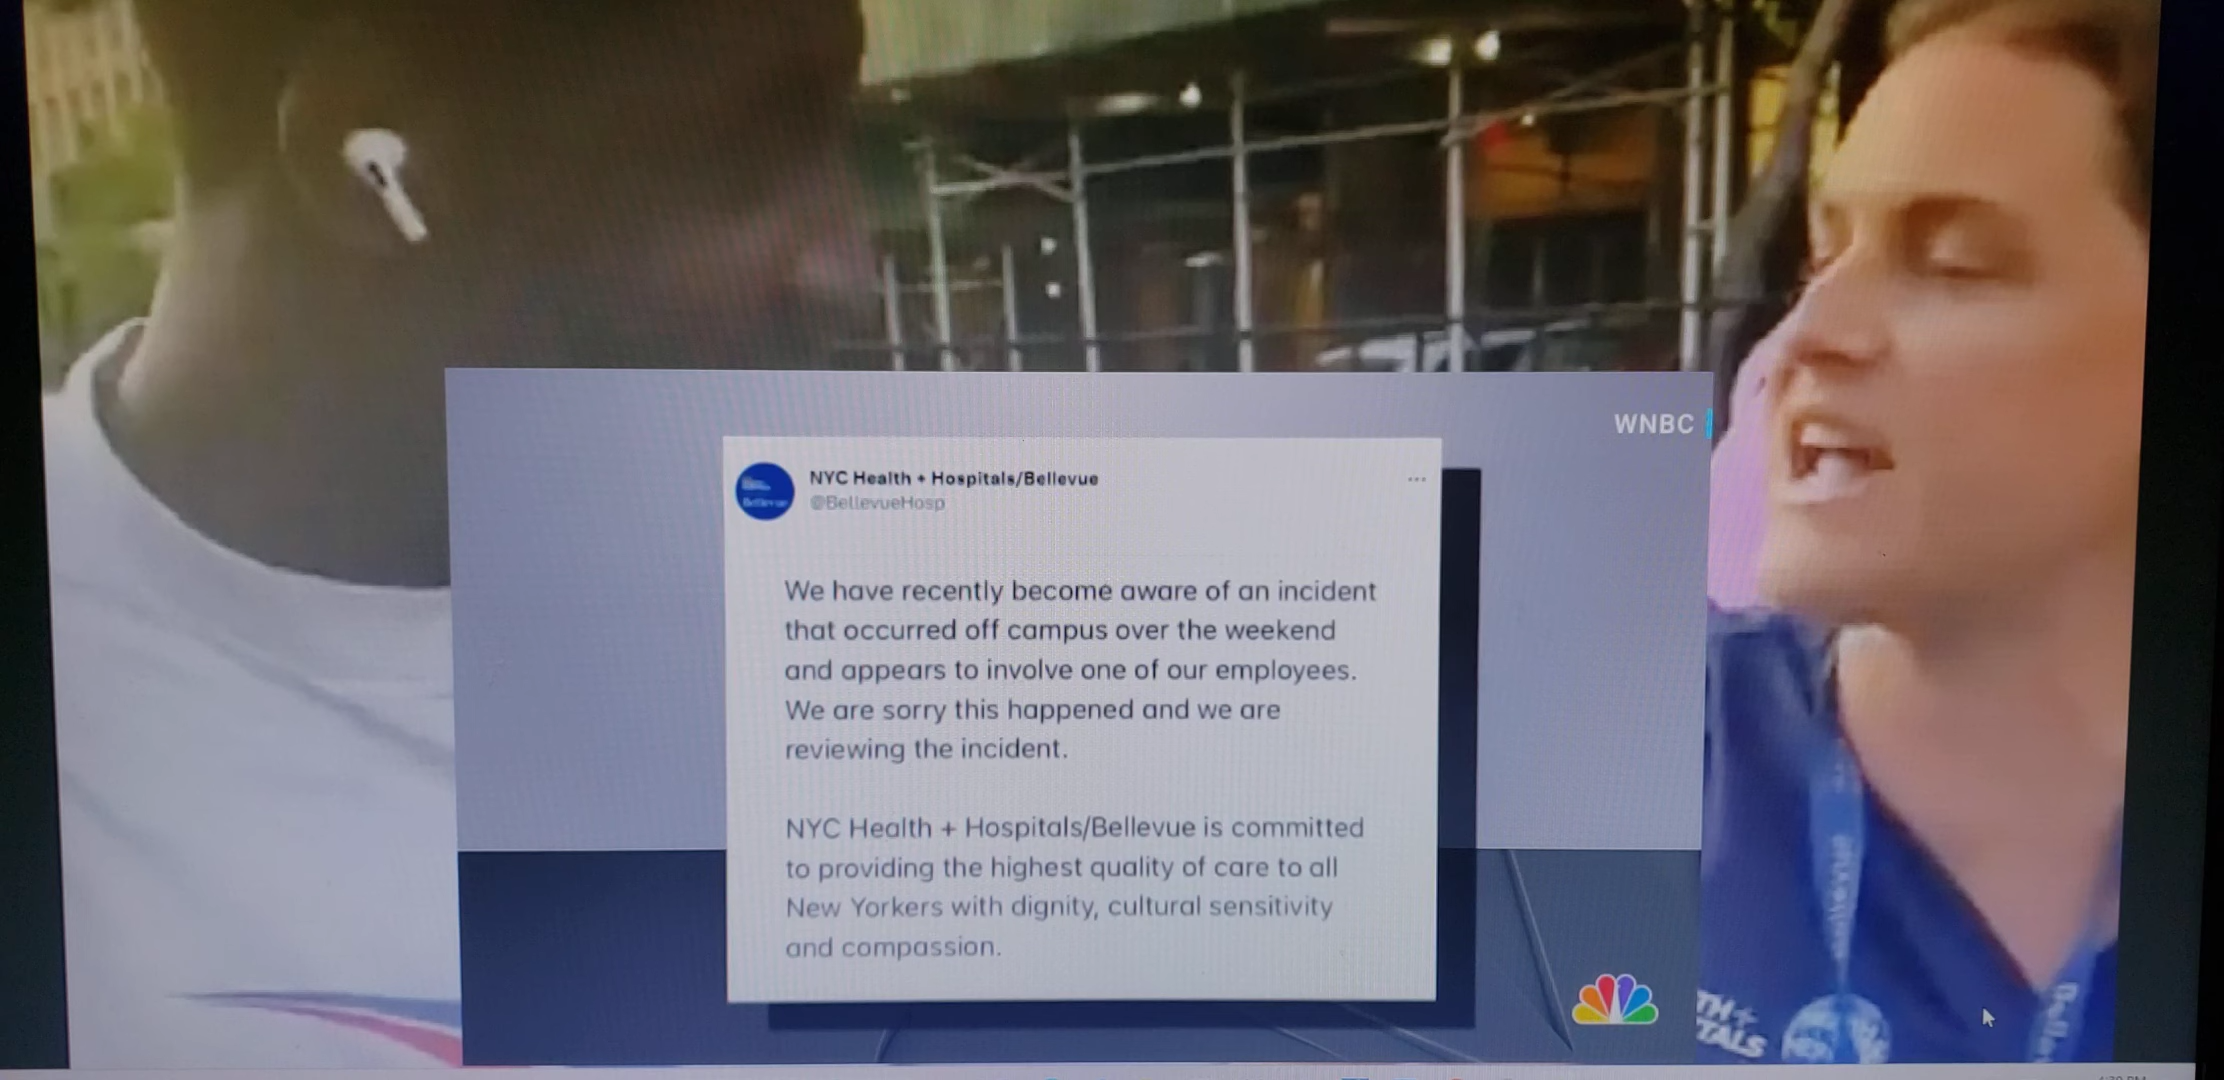 WNBC
NYC Health + Hospitals/Bellevue
@BellevueHosp
We have recently become aware of an incident
that occurred off campus over the weekend
and appears to involve one of our employees.
We are sorry this happened and we are
reviewing the incident.
NYC Health + Hospitals/Bellevue is committed
to providing the highest quality of care to all
New Yorkers with dignity, cultural sensitivity
and compassion.
TH+
TALS